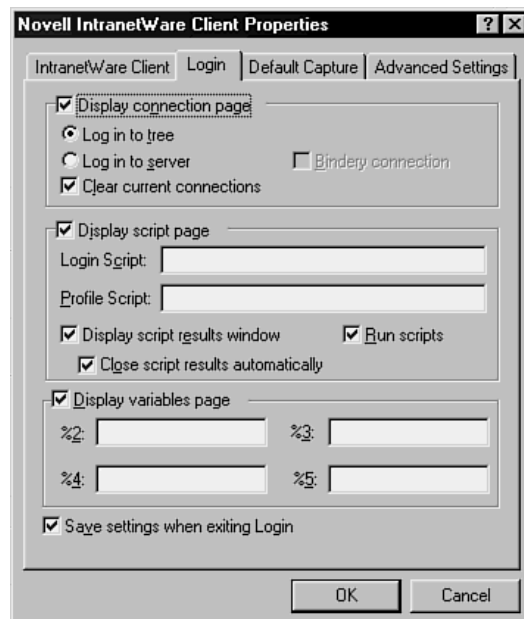 Novell IntranetWare Client Properties ? X
IntranetWare Client Login Default Capture Advanced Settings
Display connection page
Log in to tree
Log in to server Bindery connection
Clear current connections
Display script page
Login Script:
Profile Script:
Display script results window Run scripts
Close script results automatically
Display variables page
%2: %3:
%4: %5:
Save settings when exiting Login
OK Cancel